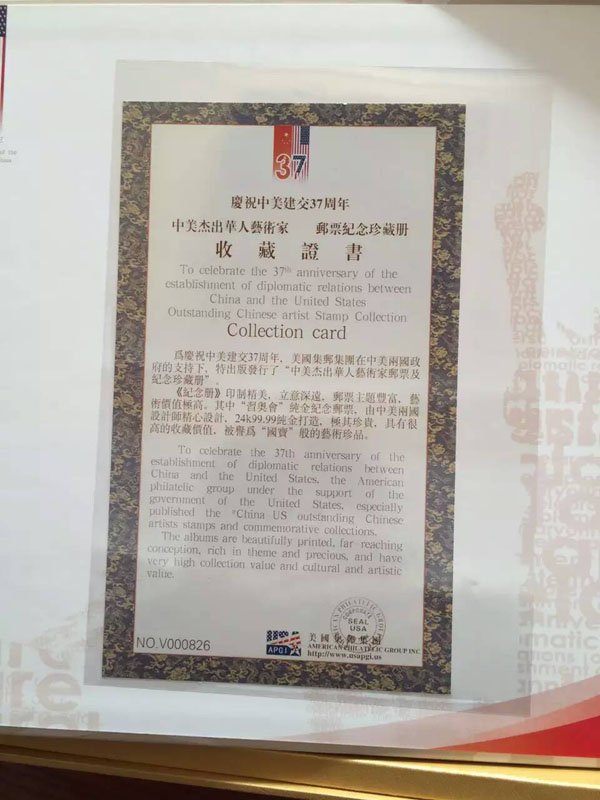 37
慶祝中美建交37周年
中美杰出華人藝術家 郵票紀念珍藏册
收藏證書
To celebrate the 37th anniversary of the
establishment of diplomatic relations between
China and the United States
Outstanding Chinese artist Stamp Collection
Collection card
爲慶祝中美建交37周年，美國集郵集團在中美兩國政
府的支持下，特出版發行了“中美杰出華人藝術家郵票及
紀念珍藏册”。
《紀念册》印制精美，立意深遠，郵票主題豐富，藝
術價值極高。其中“習奥會”純金紀念郵票，由中美兩國
設計師精心設計，24k99.99純金打造，極其珍貴，具有很
高的收藏價值，被譽爲“國寶”般的藝術珍品。
To celebrate the 37th anniversary of the
establishment of diplomatic relations between
China and the United States, the American
philatelic group under the support of the
government of the United States, especially
published the “China US outstanding Chinese
artists stamps and commemorative collections.
The albums are beautifully printed, far-reaching
conception, rich in theme and precious, and have
very high collection value and cultural and artistic
value.
CORPORATE
SEAL
USA
NO.V000826
USA
APGI
美國集郵集團
AMERICAN PHILATELIC GROUP INC
http://www.usapgi.us